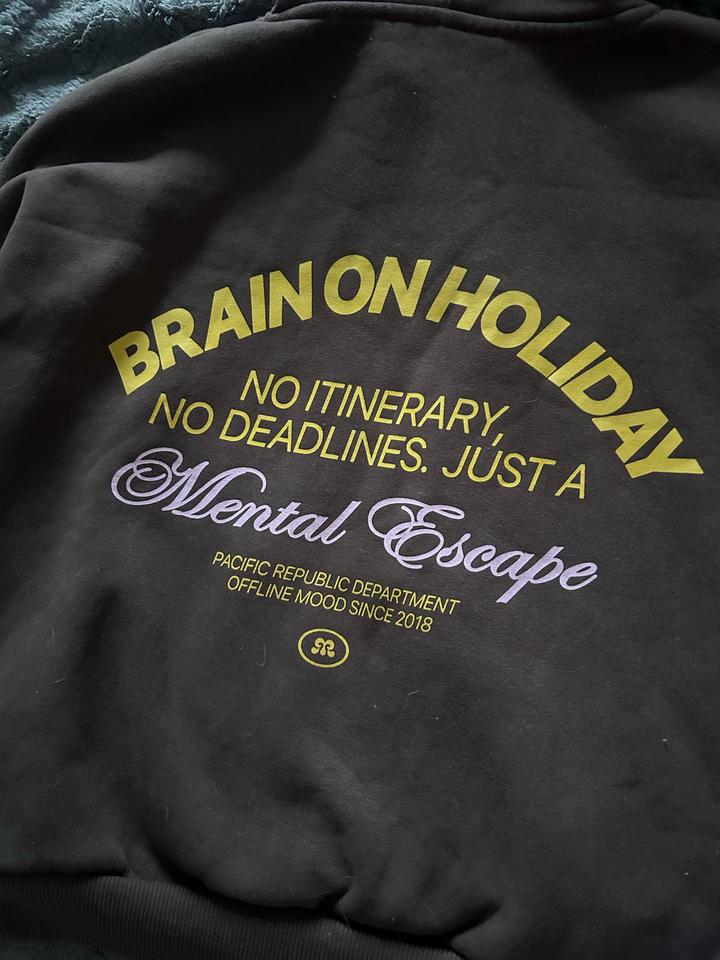 BRAIN ON HOLIDAY
NO ITINERARY,
NO DEADLINES. JUST A
Mental Escape
PACIFIC REPUBLIC DEPARTMENT
OFFLINE MOOD SINCE 2018